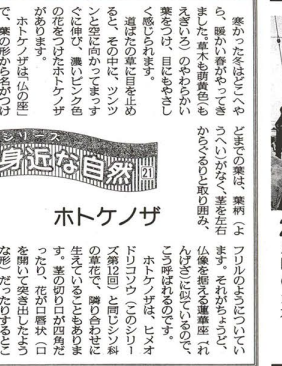 シリーズ
身近な自然 21
ホトケノザ
寒かった冬はどこへや
ら、暖かい春がやってき
ました。草木も萌黄色(も
えぎいろ)のやわらかい
葉をつけ、目にもやさし
く感じられます。
道ばたの草に目を止め
ると、その中に、ツンツ
ンと空に向かってまっす
ぐに伸び、濃いピンク色
の花をつけたホトケノザ
があります。
ホトケノザは、「仏の座」
で、葉の形から名がつけ
どまでの葉は、葉柄(よ
うへい)がなく、茎を左右
からぐるりと取り囲み、
フリルのようについてい
ます。それがちょうど、
仏像を据える蓮華座(れ
んげざ)に似ているので、
こう呼ばれるのです。
ホトケノザは、ヒメオ
ドリコソウ(このシリー
ズ第12回)と同じシソ科
の草花で、隣り合わせに
生えていることもありま
す。茎の切り口が四角だ
ったり、花が口唇状(口
を開いて突き出したよう
な形)だったりするとこ